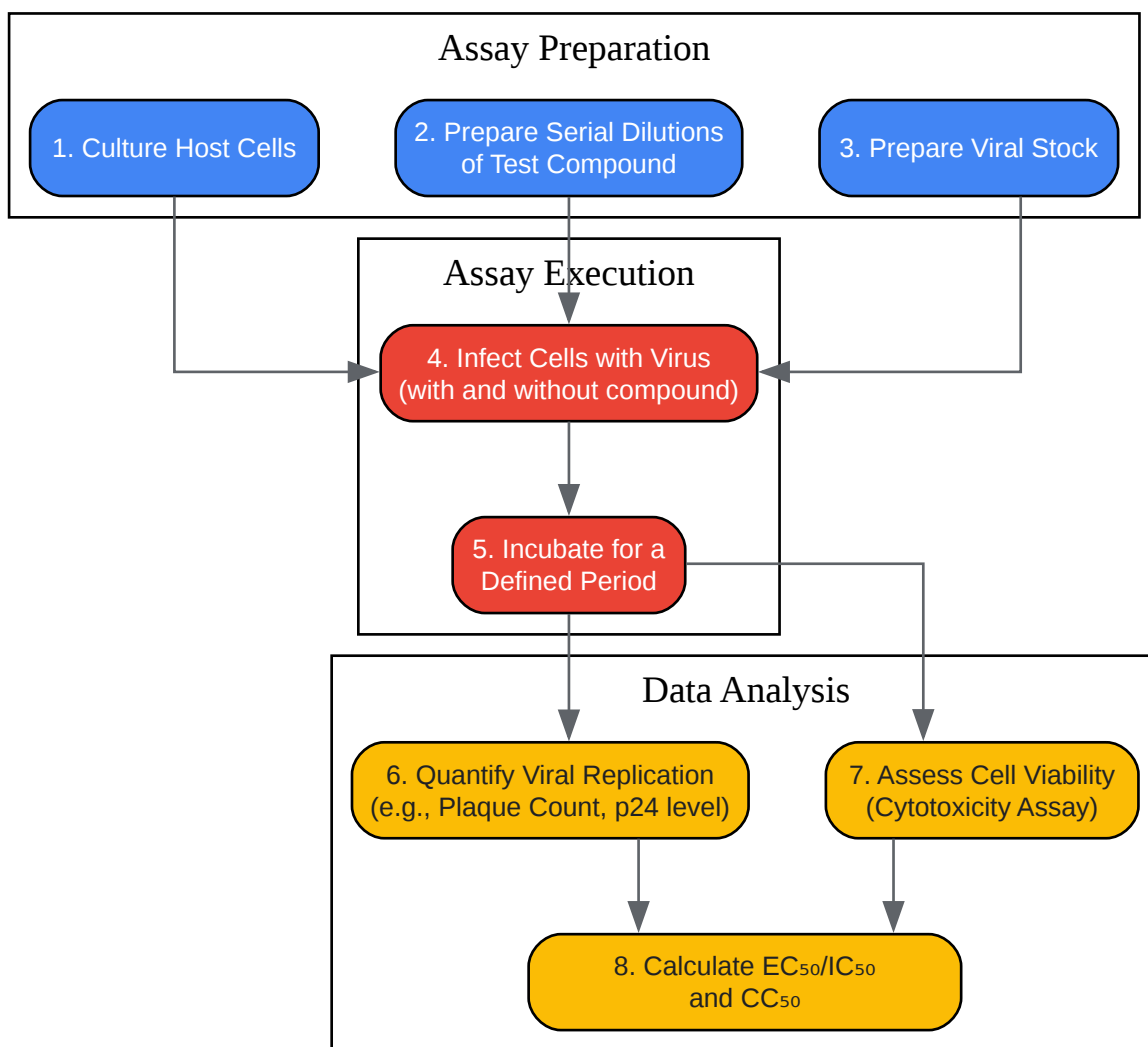 Assay Preparation
1. Culture Host Cells
2. Prepare Serial Dilutions
of Test Compound
3. Prepare Viral Stock
Assay Execution
4. Infect Cells with Virus
(with and without compound)
5. Incubate for a
Defined Period
Data Analysis
6. Quantify Viral Replication
(e.g., Plaque Count, p24 level)
7. Assess Cell Viability
(Cytotoxicity Assay)
8. Calculate EC₅₀/IC₅₀
and CC₅₀